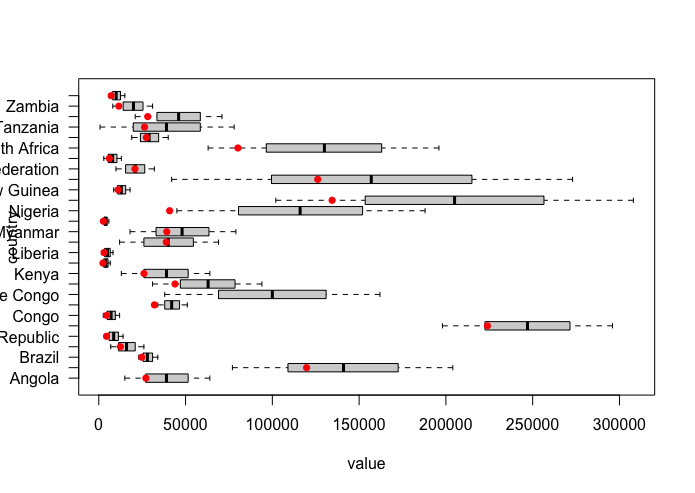 Zambia
Tanzania
th Africa
ederation
w Guinea
Nigeria
country
Myanmar
Liberia
Kenya
e Congo
Congo
Republic
Brazil
Angola
0 50000 100000 150000 200000 250000 300000
value